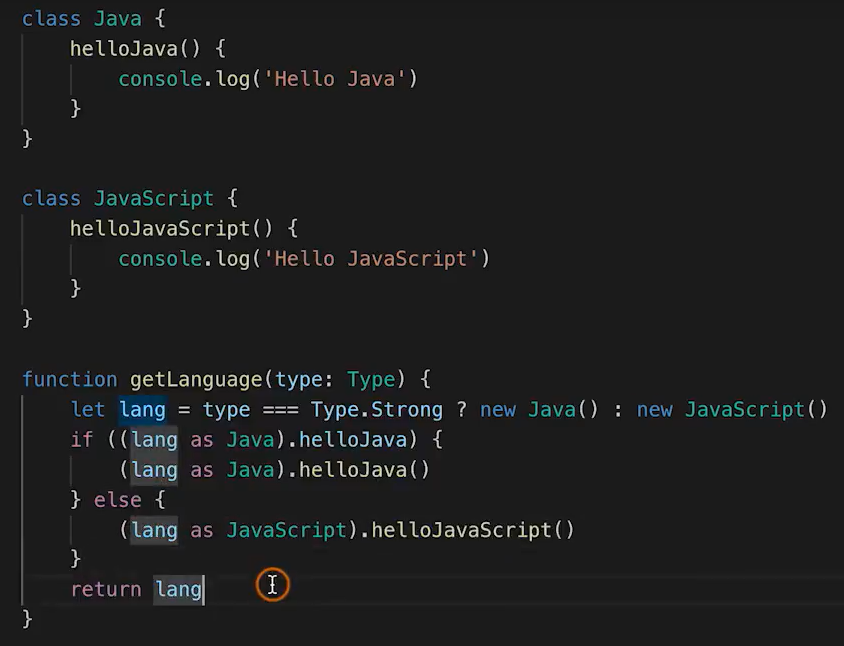 class Java {
    helloJava() {
        console.log('Hello Java')
    }
}

class JavaScript {
    helloJavaScript() {
        console.log('Hello JavaScript')
    }
}

function getLanguage(type: Type) {
    let lang = type === Type.Strong ? new Java() : new JavaScript()
    if ((lang as Java).helloJava) {
        (lang as Java).helloJava()
    } else {
        (lang as JavaScript).helloJavaScript()
    }
    return lang
}